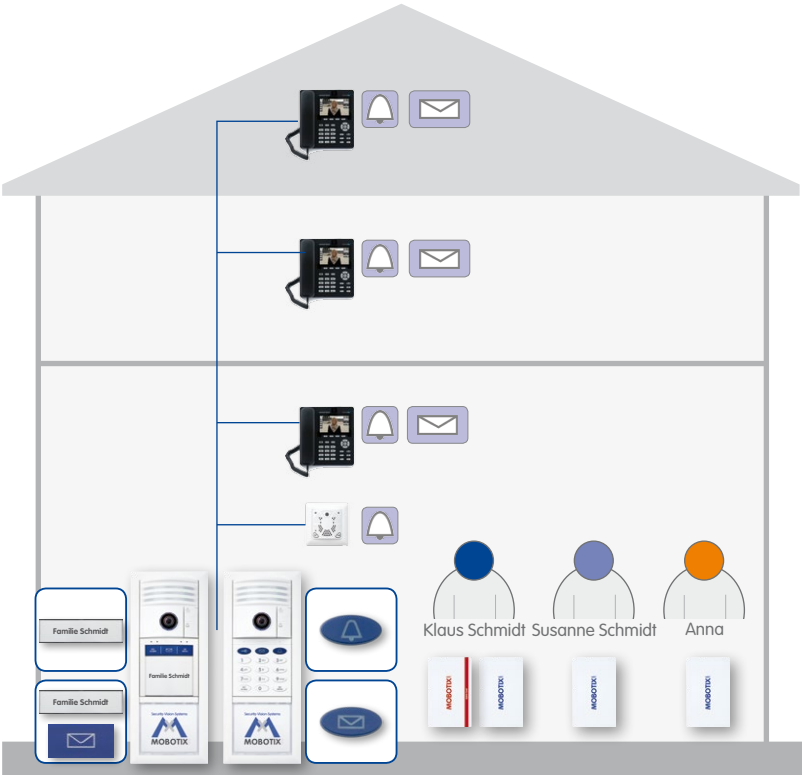 Familie Schmidt
Familie Schmidt
Familie Schmidt
Security Vision Systems
MOBOTIX
Security Vision Systems
MOBOTIX
Klaus Schmidt
Susanne Schmidt
Anna
MOBOTIX
MOBOTIX
MOBOTIX
MOBOTIX